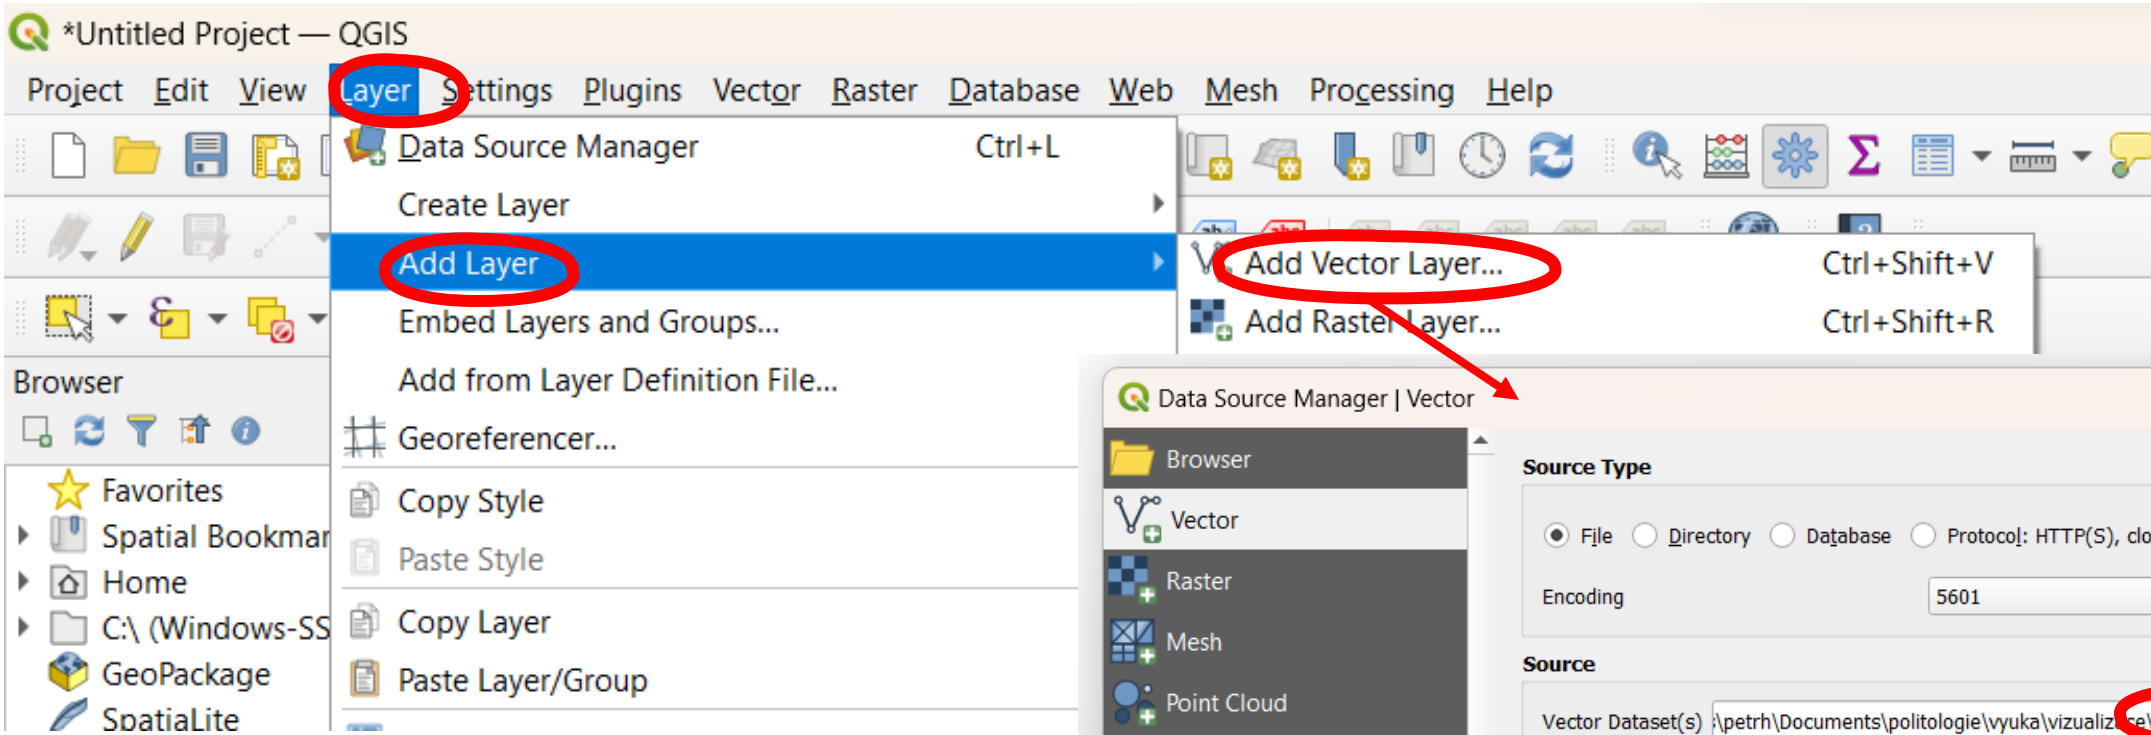 *Untitled Project — QGIS
Project Edit View Layer Settings Plugins Vector Raster Database Web Mesh Processing Help
Data Source Manager Ctrl+L
Create Layer
Add Layer
Add Vector Layer... Ctrl+Shift+V
Embed Layers and Groups...
Add Raster Layer... Ctrl+Shift+R
Add from Layer Definition File...
Georeferencer...
Copy Style
Paste Style
Copy Layer
Paste Layer/Group
Browser
Favorites
Spatial Bookmar
Home
C:\ (Windows-SS
GeoPackage
SpatiaLite
Data Source Manager | Vector
Browser
Vector
Raster
Mesh
Point Cloud
Source Type
File Directory Database Protocol: HTTP(S), clo
Encoding 5601
Source
Vector Dataset(s) :\petrh\Documents\politologie\vyuka\vizualizace\